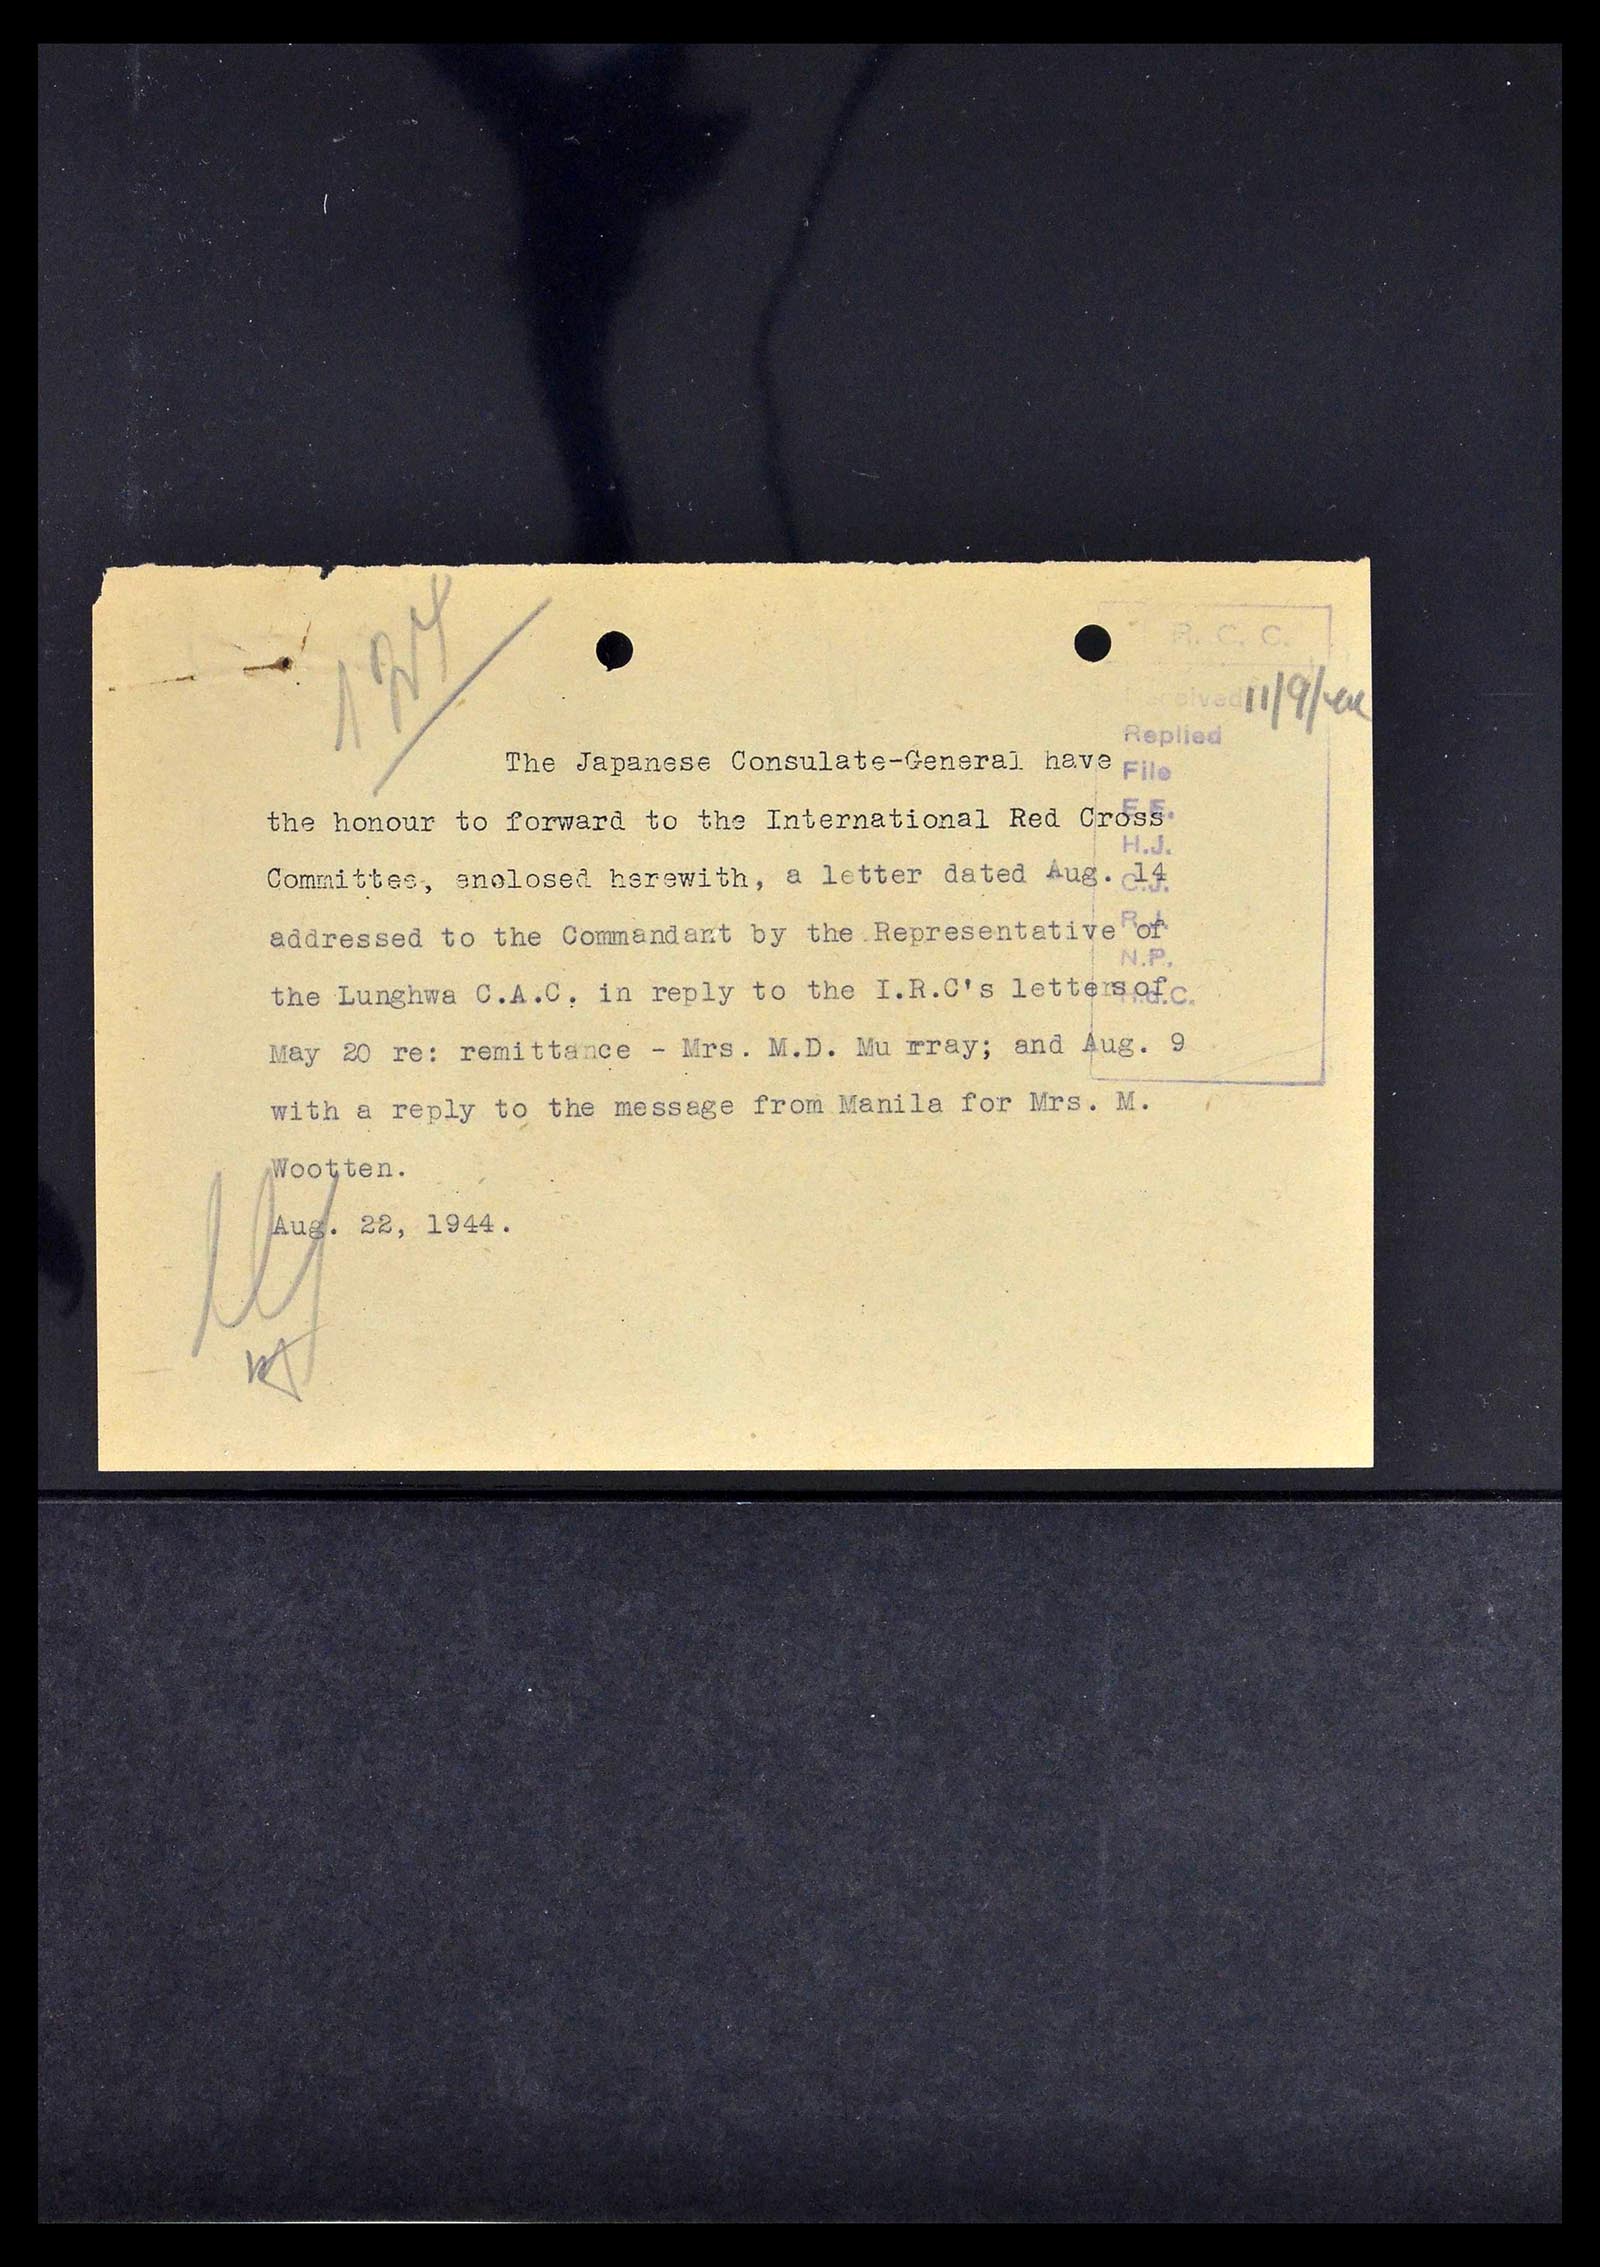 127
R. C. C.
Received 11/9/44
Replied
File
E.E.
H.J.
C.J.
R.J.
N.P.
The Japanese Consulate-General have
the honour to forward to the International Red Cross
Committee, enclosed herewith, a letter dated Aug. 14
addressed to the Commandant by the Representative of
the Lunghwa C.A.C. in reply to the I.R.C's letters of
May 20 re: remittance - Mrs. M.D. Mu rray; and Aug. 9
with a reply to the message from Manila for Mrs. M.
Wootten.
Aug. 22, 1944.